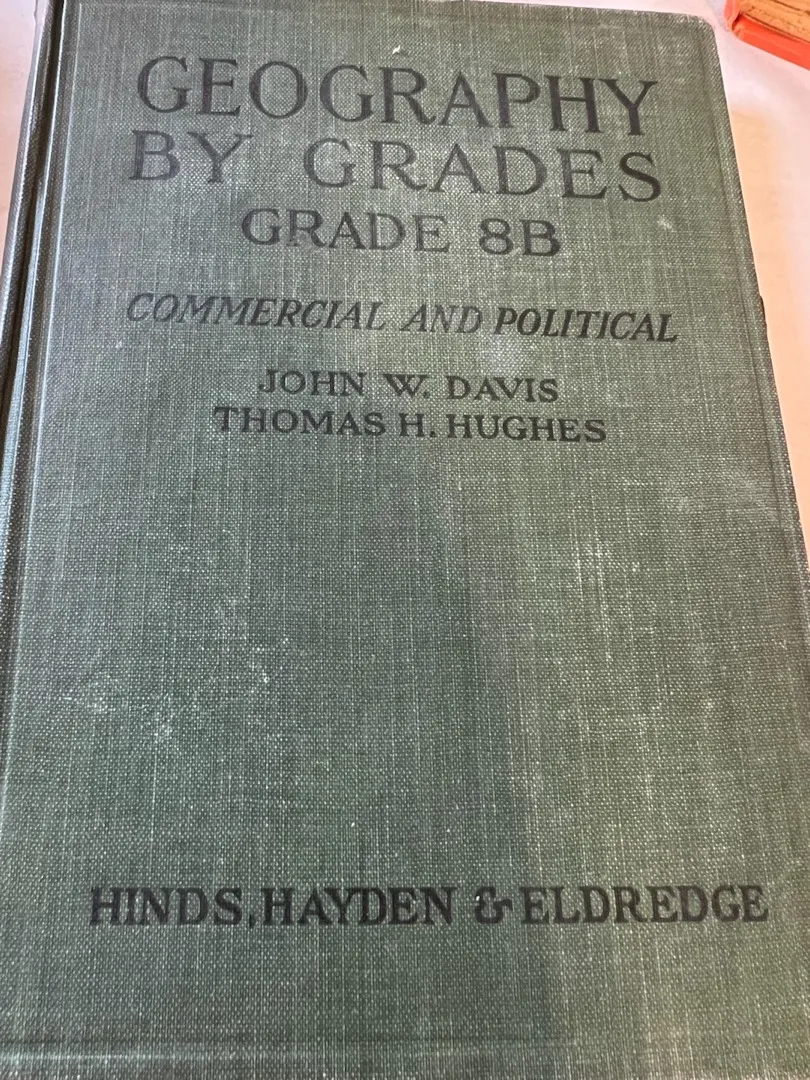 GEOGRAPHY
BY GRADES
GRADE 8B
COMMERCIAL AND POLITICAL
JOHN W. DAVIS
THOMAS H. HUGHES
HINDS, HAYDEN & ELDREDGE